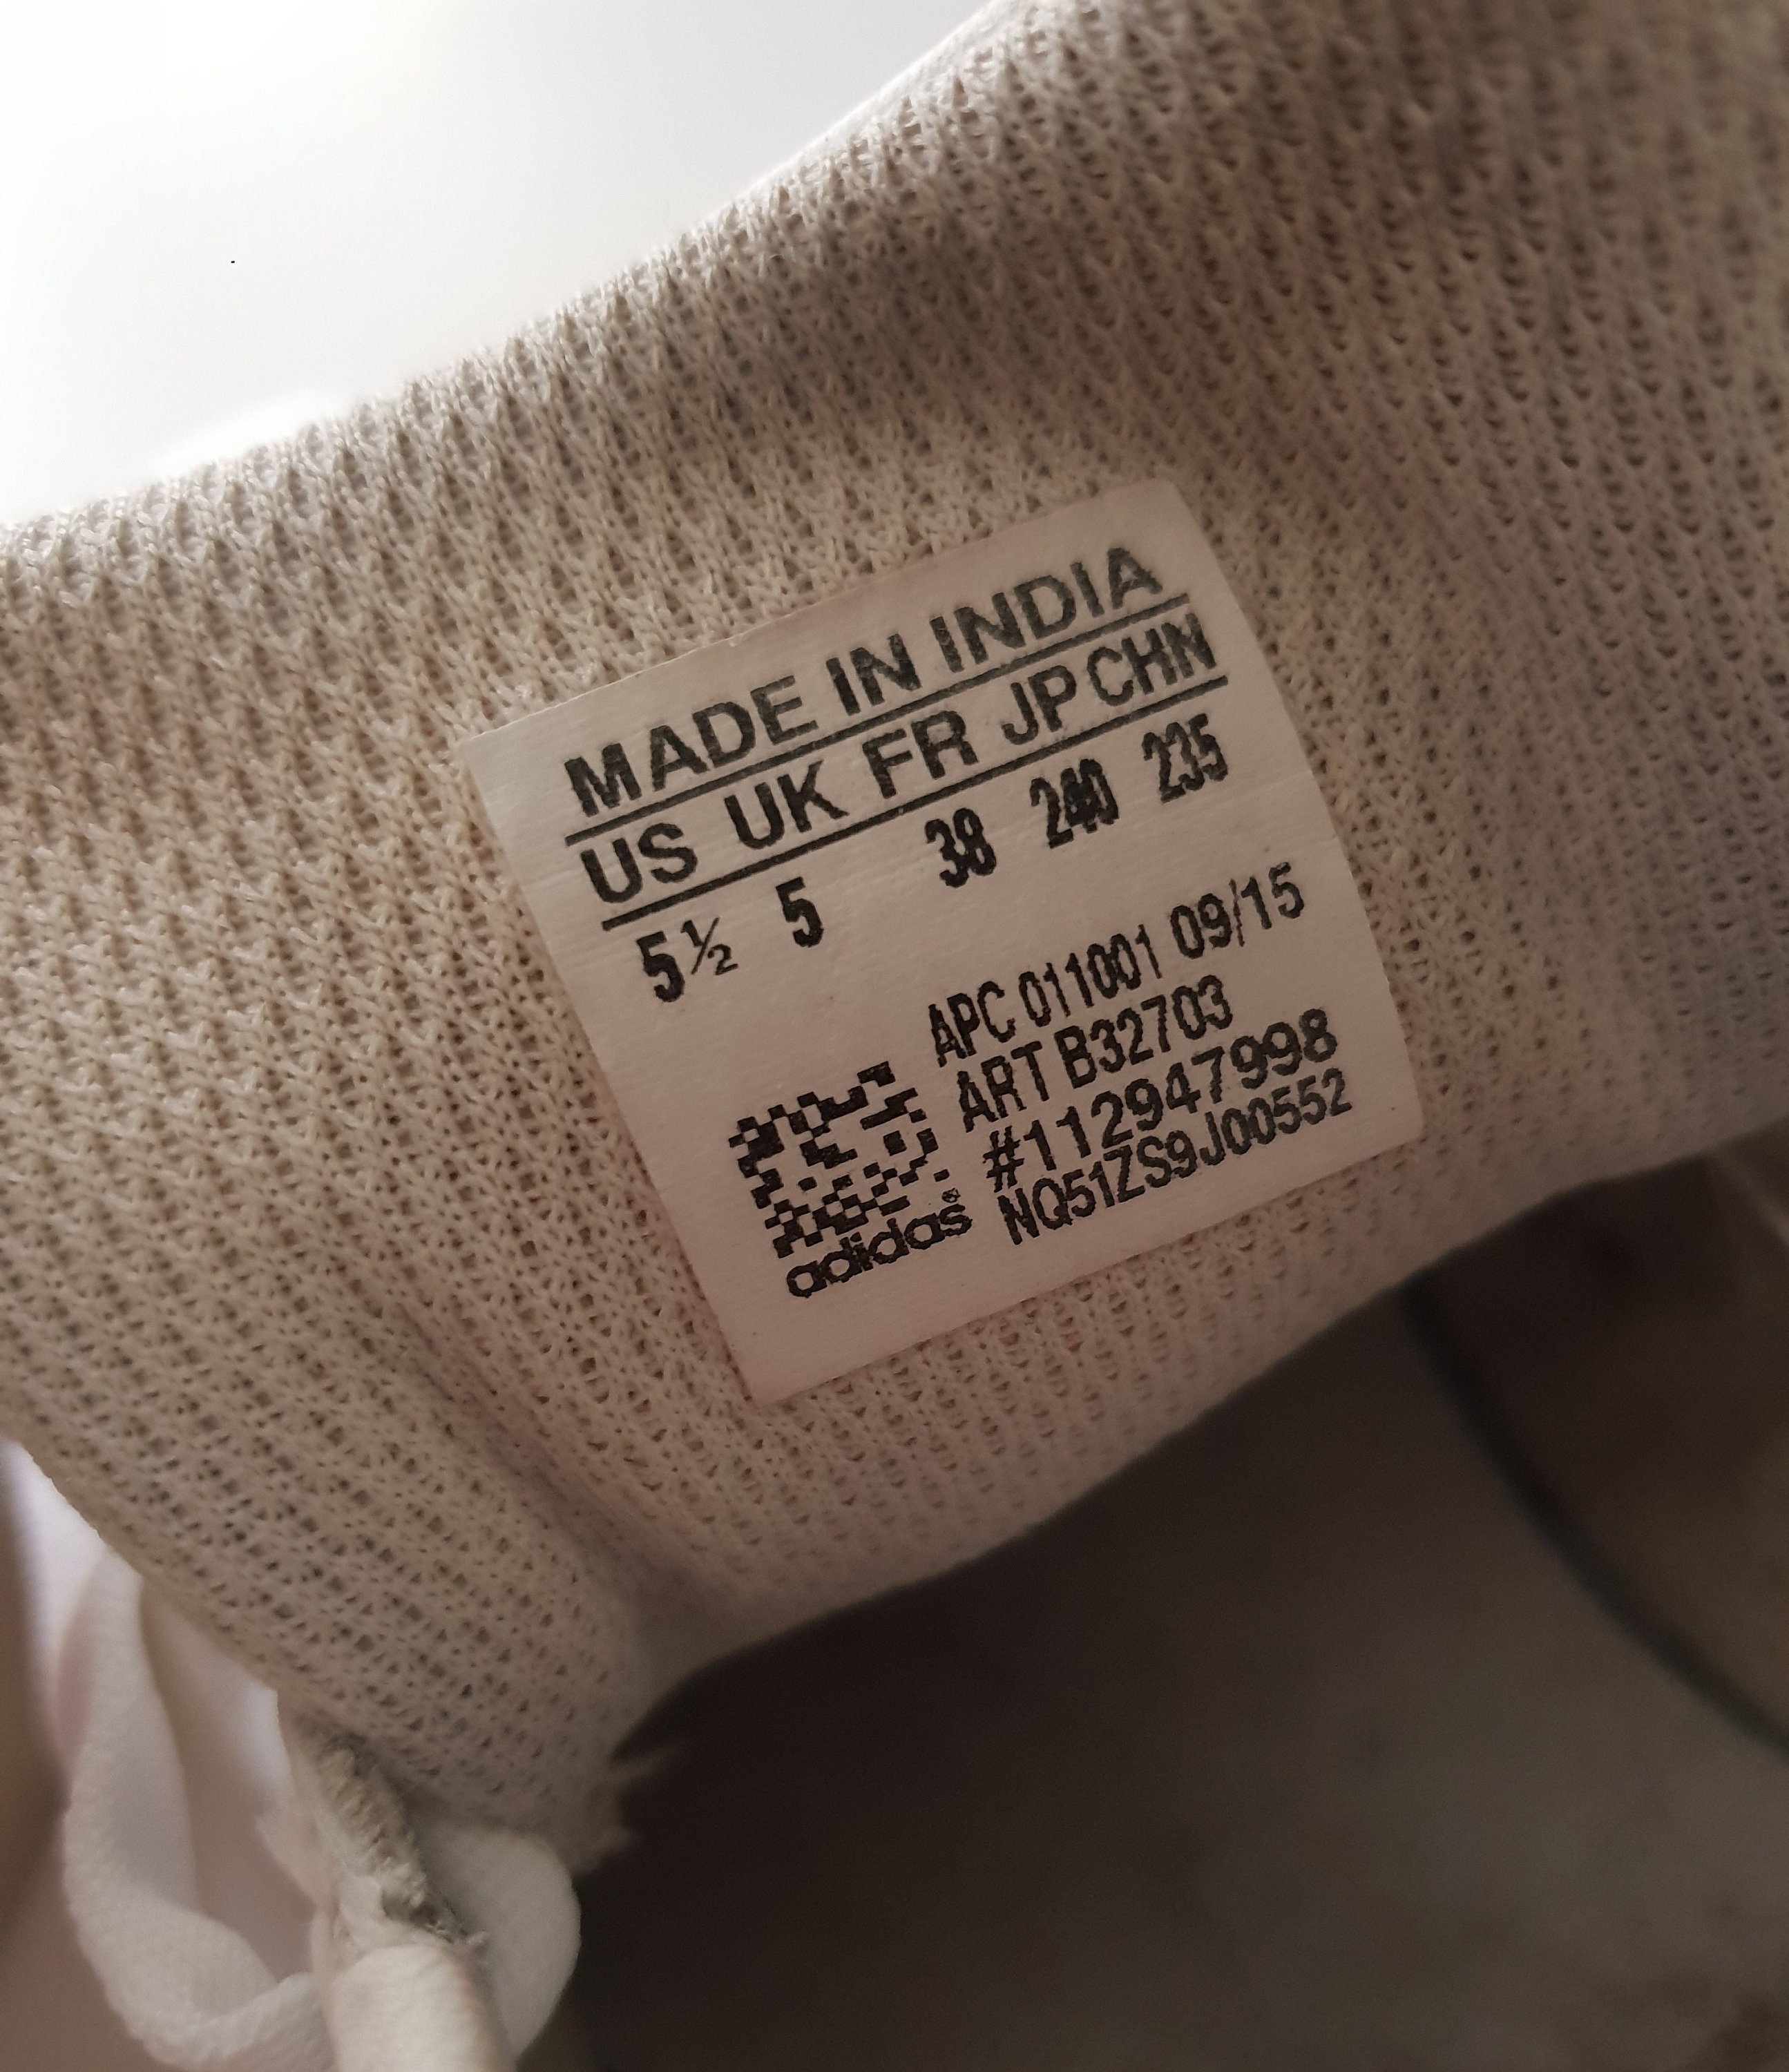 MADE IN INDIA
US UK FR JP CHN
5½ 5 38 240 235
APC 011001 09/15
ART B32703
#112947998
NQ51ZS9J00552
adidas®